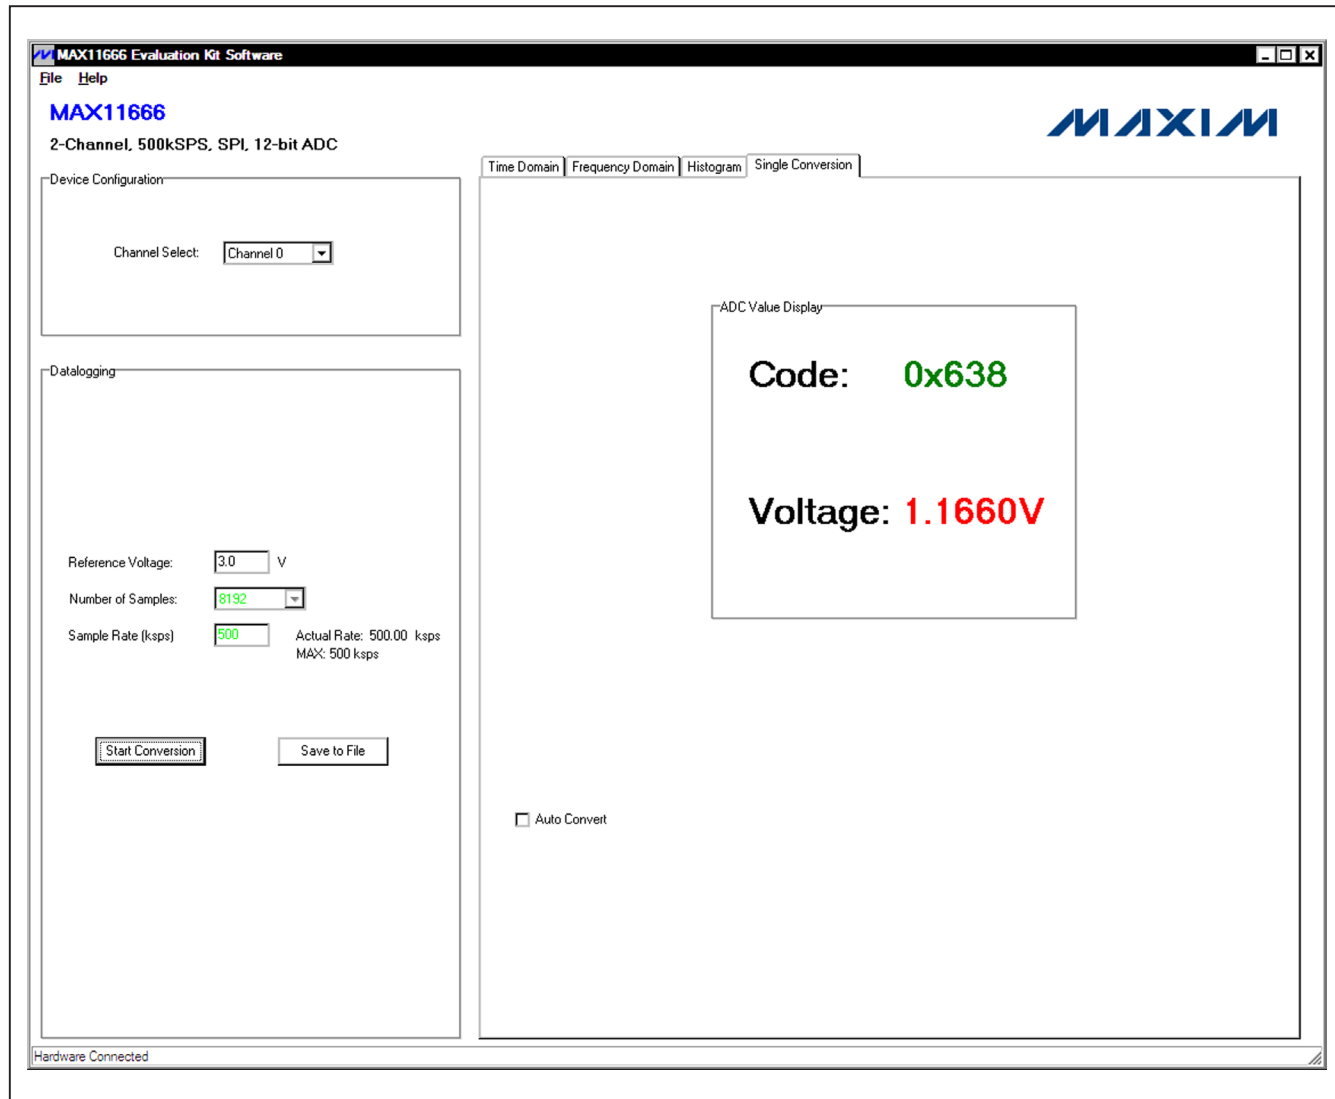 MAX11666 Evaluation Kit Software
File Help
MAX11666
2-Channel, 500kSPS, SPI, 12-bit ADC
MAXIM
Device Configuration
Channel Select: Channel 0
Datalogging
Reference Voltage: 3.0 V
Number of Samples: 8192
Sample Rate (ksps) 500 Actual Rate: 500.00 ksps
MAX: 500 ksps
Start Conversion Save to File
Time Domain Frequency Domain Histogram Single Conversion
ADC Value Display
Code: 0x638
Voltage: 1.1660V
Auto Convert
Hardware Connected